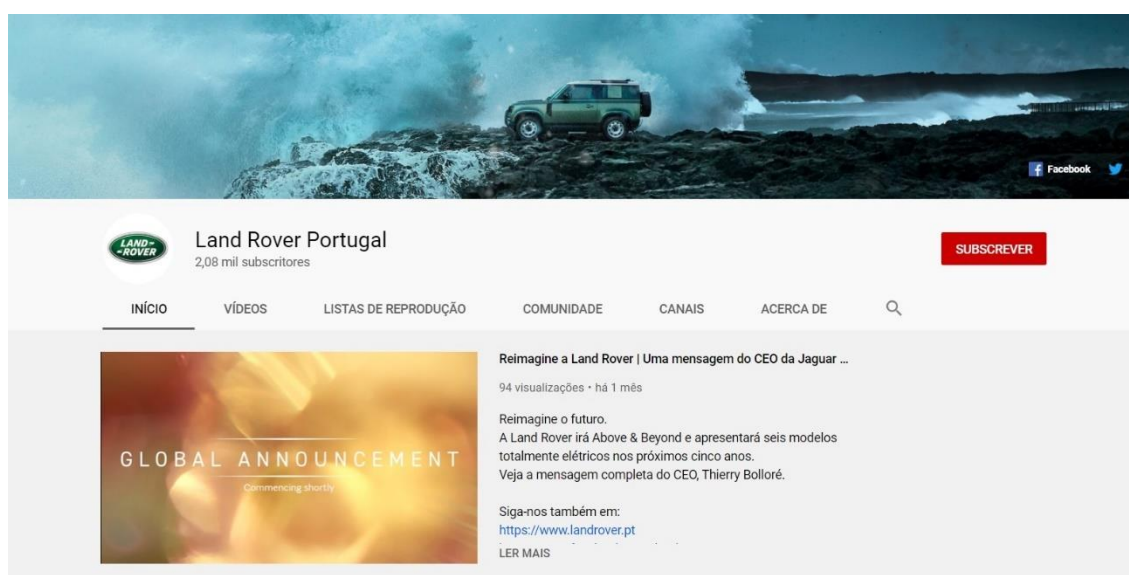 Facebook
LAND-
-ROVER
Land Rover Portugal
2,08 mil subscritores
SUBSCREVER
INÍCIO VÍDEOS LISTAS DE REPRODUÇÃO COMUNIDADE CANAIS ACERCA DE
GLOBAL ANNOUNCEMENT
Commencing shortly
Reimagine a Land Rover | Uma mensagem do CEO da Jaguar ...
94 visualizações • há 1 mês
Reimagine o futuro.
A Land Rover irá Above & Beyond e apresentará seis modelos
totalmente elétricos nos próximos cinco anos.
Veja a mensagem completa do CEO, Thierry Bolloré.
Siga-nos também em:
https://www.landrover.pt
LER MAIS